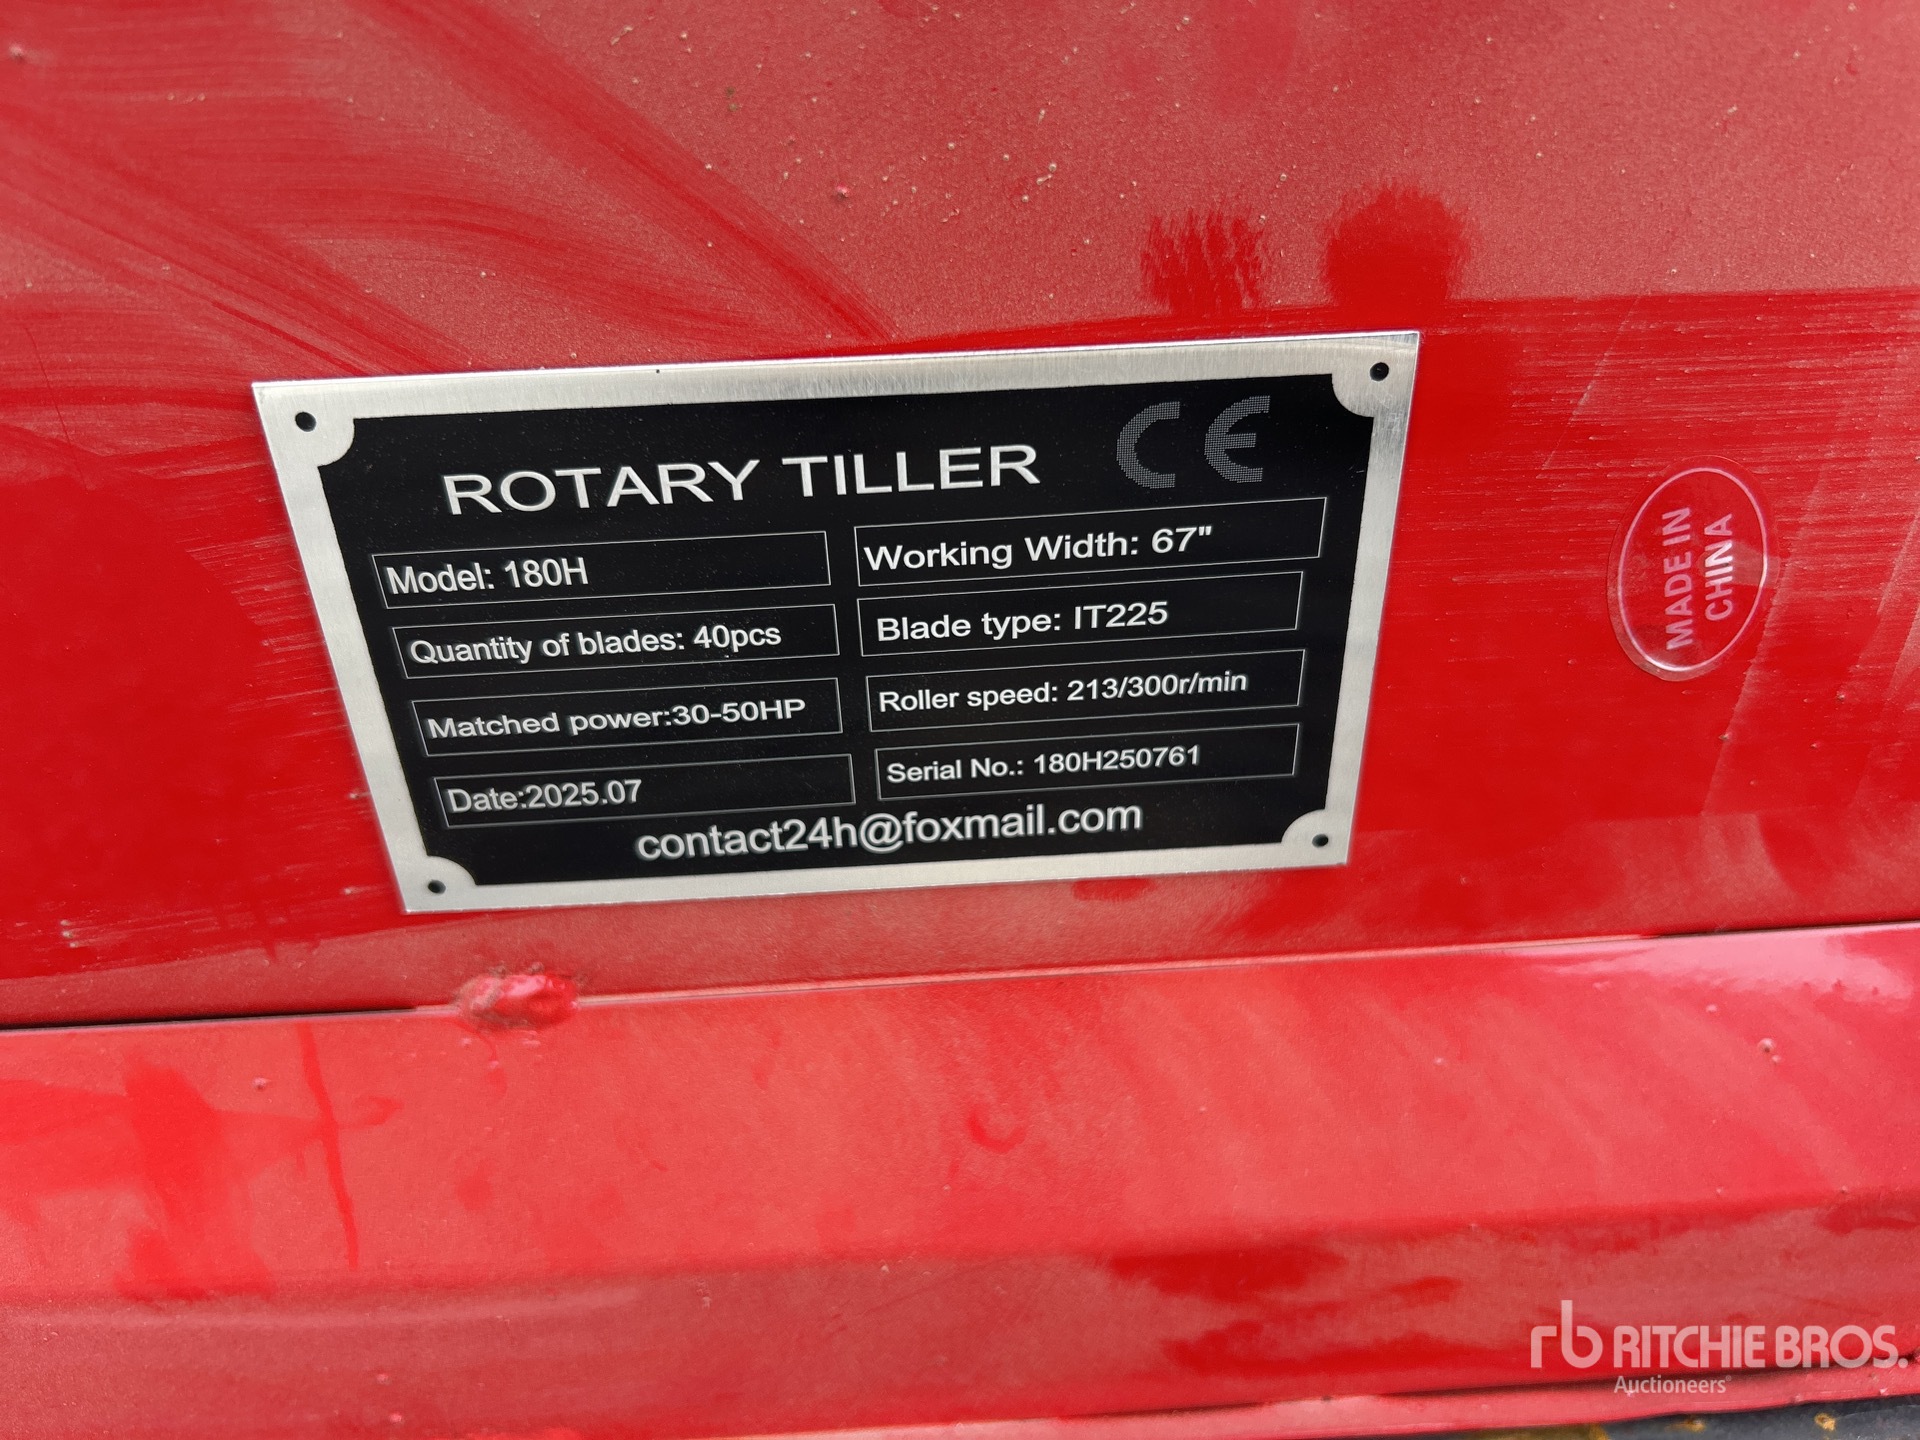 ROTARY TILLER CE
Model: 180H
Working Width: 67"
Quantity of blades: 40pcs
Blade type: IT225
Matched power:30-50HP
Roller speed: 213/300r/min
Date:2025.07
Serial No.: 180H250761
contact24h@foxmail.com
MADE IN
CHINA
rb RITCHIE BROS.
Auctioneers